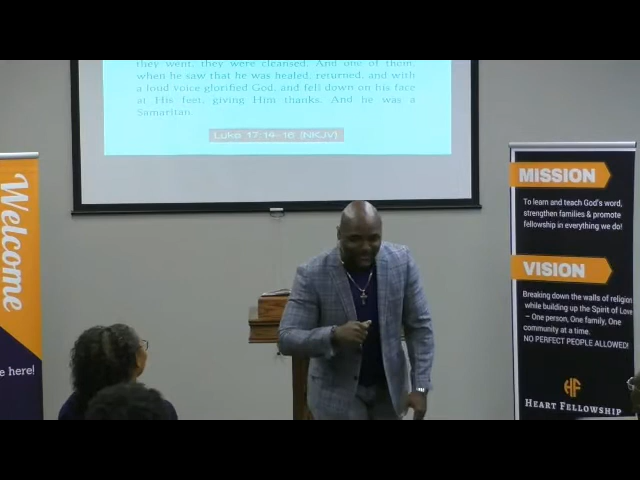 they went, they were cleansed. And one of them,
when he saw that he was healed, returned, and with
a loud voice glorified God, and fell down on his face
at His feet, giving Him thanks. And he was a
Samaritan.
Luke 17:14-16 (NKJV)
Welcome
e here!
MISSION
To learn and teach God's word,
strengthen families & promote
fellowship in everything we do!
VISION
Breaking down the walls of religion
while building up the Spirit of Love
– One person, One family, One
community at a time.
NO PERFECT PEOPLE ALLOWED!
HF
HEART FELLOWSHIP